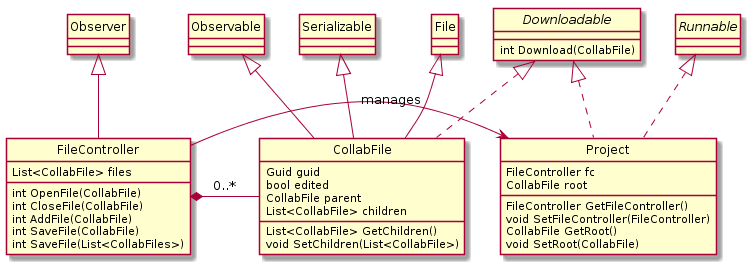 Observer
Observable
Serializable
File
Downloadable
int Download(CollabFile)
Runnable
manages
FileController
List<CollabFile> files
int OpenFile(CollabFile)
int CloseFile(CollabFile)
int AddFile(CollabFile)
int SaveFile(CollabFile)
int SaveFile(List<CollabFiles>)
0..*
CollabFile
Guid guid
bool edited
CollabFile parent
List<CollabFile> children
List<CollabFile> GetChildren()
void SetChildren(List<CollabFile>)
Project
FileController fc
CollabFile root
FileController GetFileController()
void SetFileController(FileController)
CollabFile GetRoot()
void SetRoot(CollabFile)